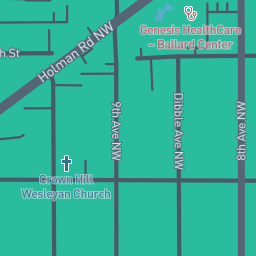 Genesis HealthCare
- Ballard Center
h St
Holman Rd NW
9th Ave NW
Dibble Ave NW
8th Ave NW
Crown Hill
Wesleyan Church